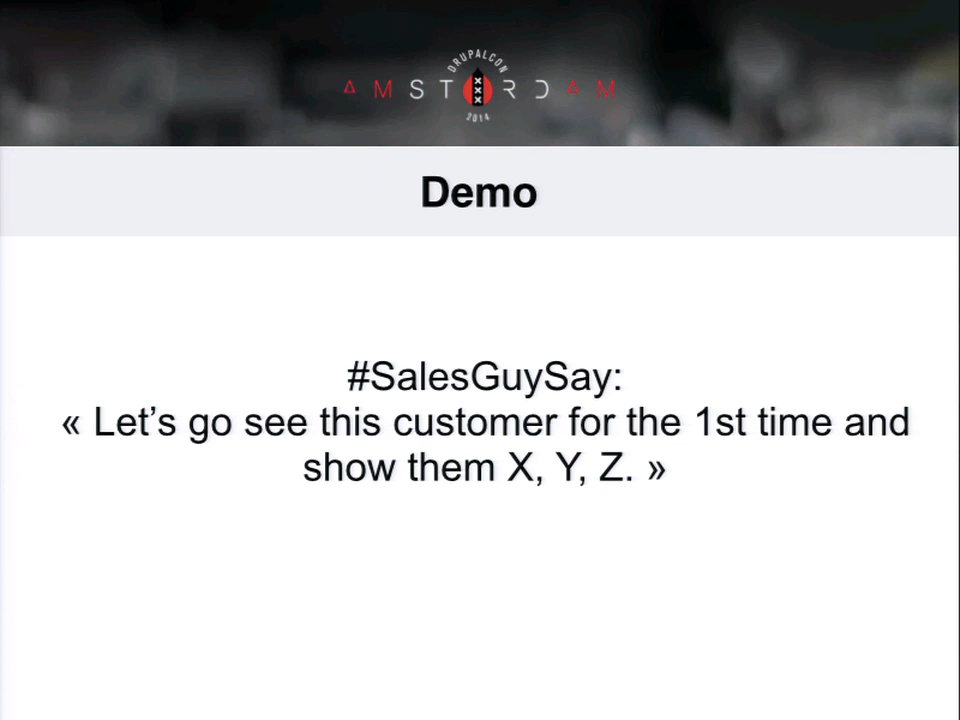 DRUPALCON
AMSTERDAM
2014
Demo
#SalesGuySay:
« Let’s go see this customer for the 1st time and
show them X, Y, Z. »